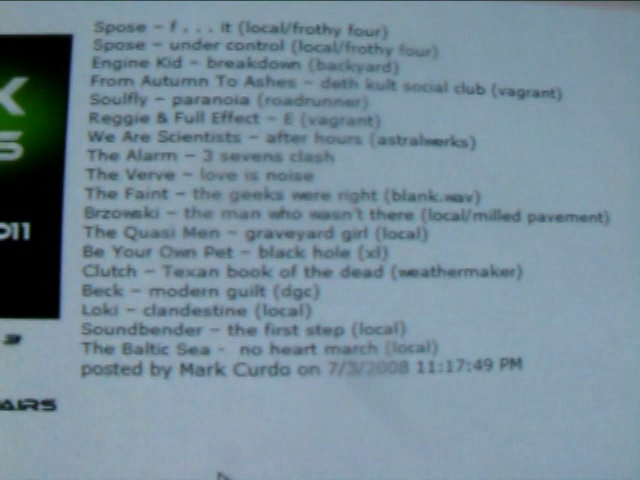 Spose - f . . . it (local/frothy four)
Spose - under control (local/frothy four)
Engine Kid - breakdown (backyard)
From Autumn To Ashes - deth kult social club (vagrant)
Soulfly - paranoia (roadrunner)
Reggie & Full Effect - E (vagrant)
We Are Scientists - after hours (astralwerks)
The Alarm - 3 sevens clash
The Verve - love is noise
The Faint - the geeks were right (blank.wav)
Brzowski - the man who wasn't there (local/milled pavement)
The Quasi Men - graveyard girl (local)
Be Your Own Pet - black hole (xl)
Clutch - Texan book of the dead (weathermaker)
Beck - modern guilt (dgc)
Loki - clandestine (local)
Soundbender - the first step (local)
The Baltic Sea - no heart march (local)
posted by Mark Curdo on 7/3/2008 11:17:49 PM
K
S
011
3
AIRS